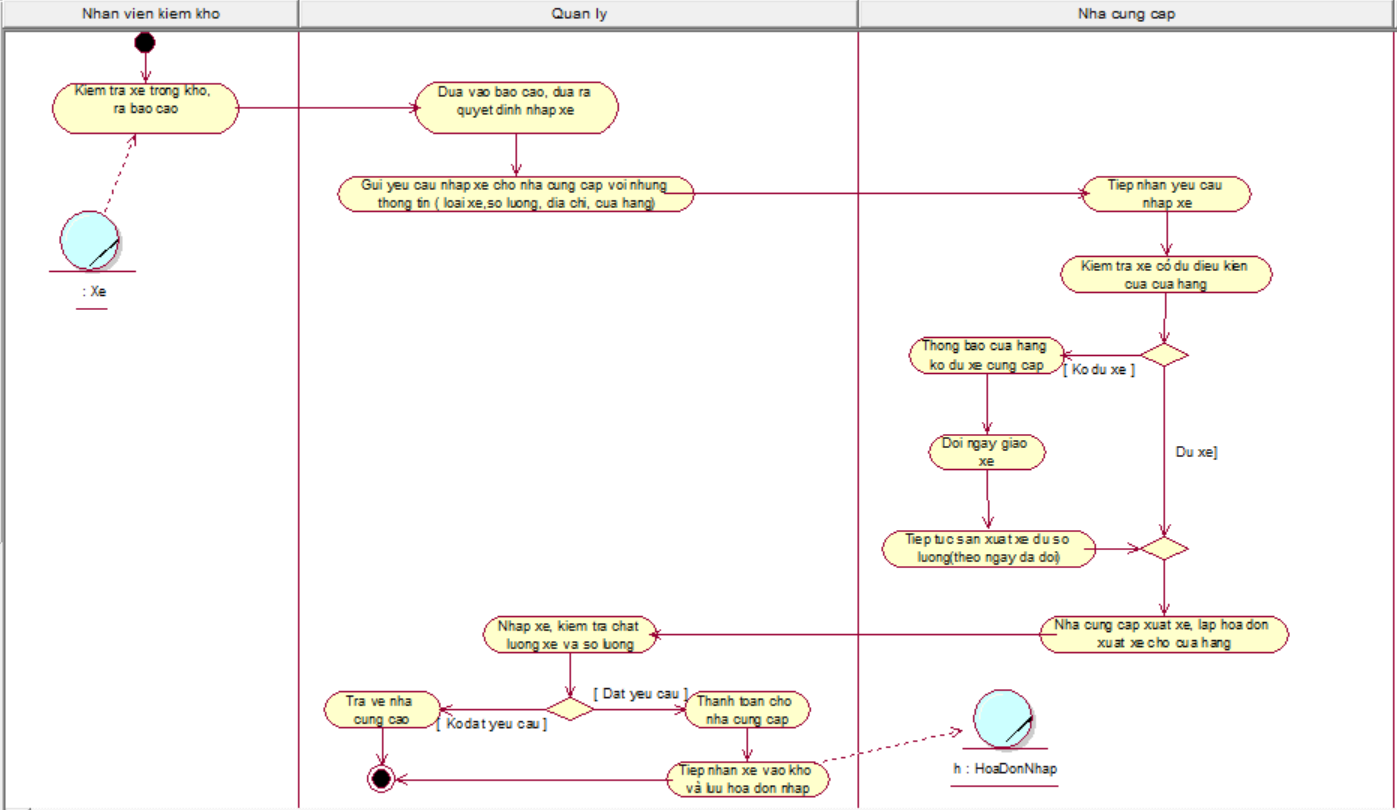 Nhan vien kiem kho
Quan ly
Nha cung cap
Kiem tra xe trong kho,
ra bao cao
Dua vao bao cao, dua ra
quyet dinh nhap xe
Gui yeu cau nhap xe cho nha cung cap voi nhung
thong tin ( loai xe,so luong, dia chi, cua hang)
Tiep nhan yeu cau
nhap xe
: Xe
Kiem tra xe có du dieu kien
cua cua hang
Thong bao cua hang
ko du xe cung cap
[ Ko du xe ]
Doi ngay giao
xe
Du xe]
Tiep tuc san xuat xe du so
luong(theo ngay da doi)
Nhap xe, kiem tra chat
luong xe va so luong
Nha cung cap xuat xe, lap hoa don
xuat xe cho cua hang
[ Dat yeu cau ]
Tra ve nha
cung cao
[ Ko dat yeu cau ]
Thanh toan cho
nha cung cap
Tiep nhan xe vao kho
và luu hoa don nhap
h : HoaDonNhap